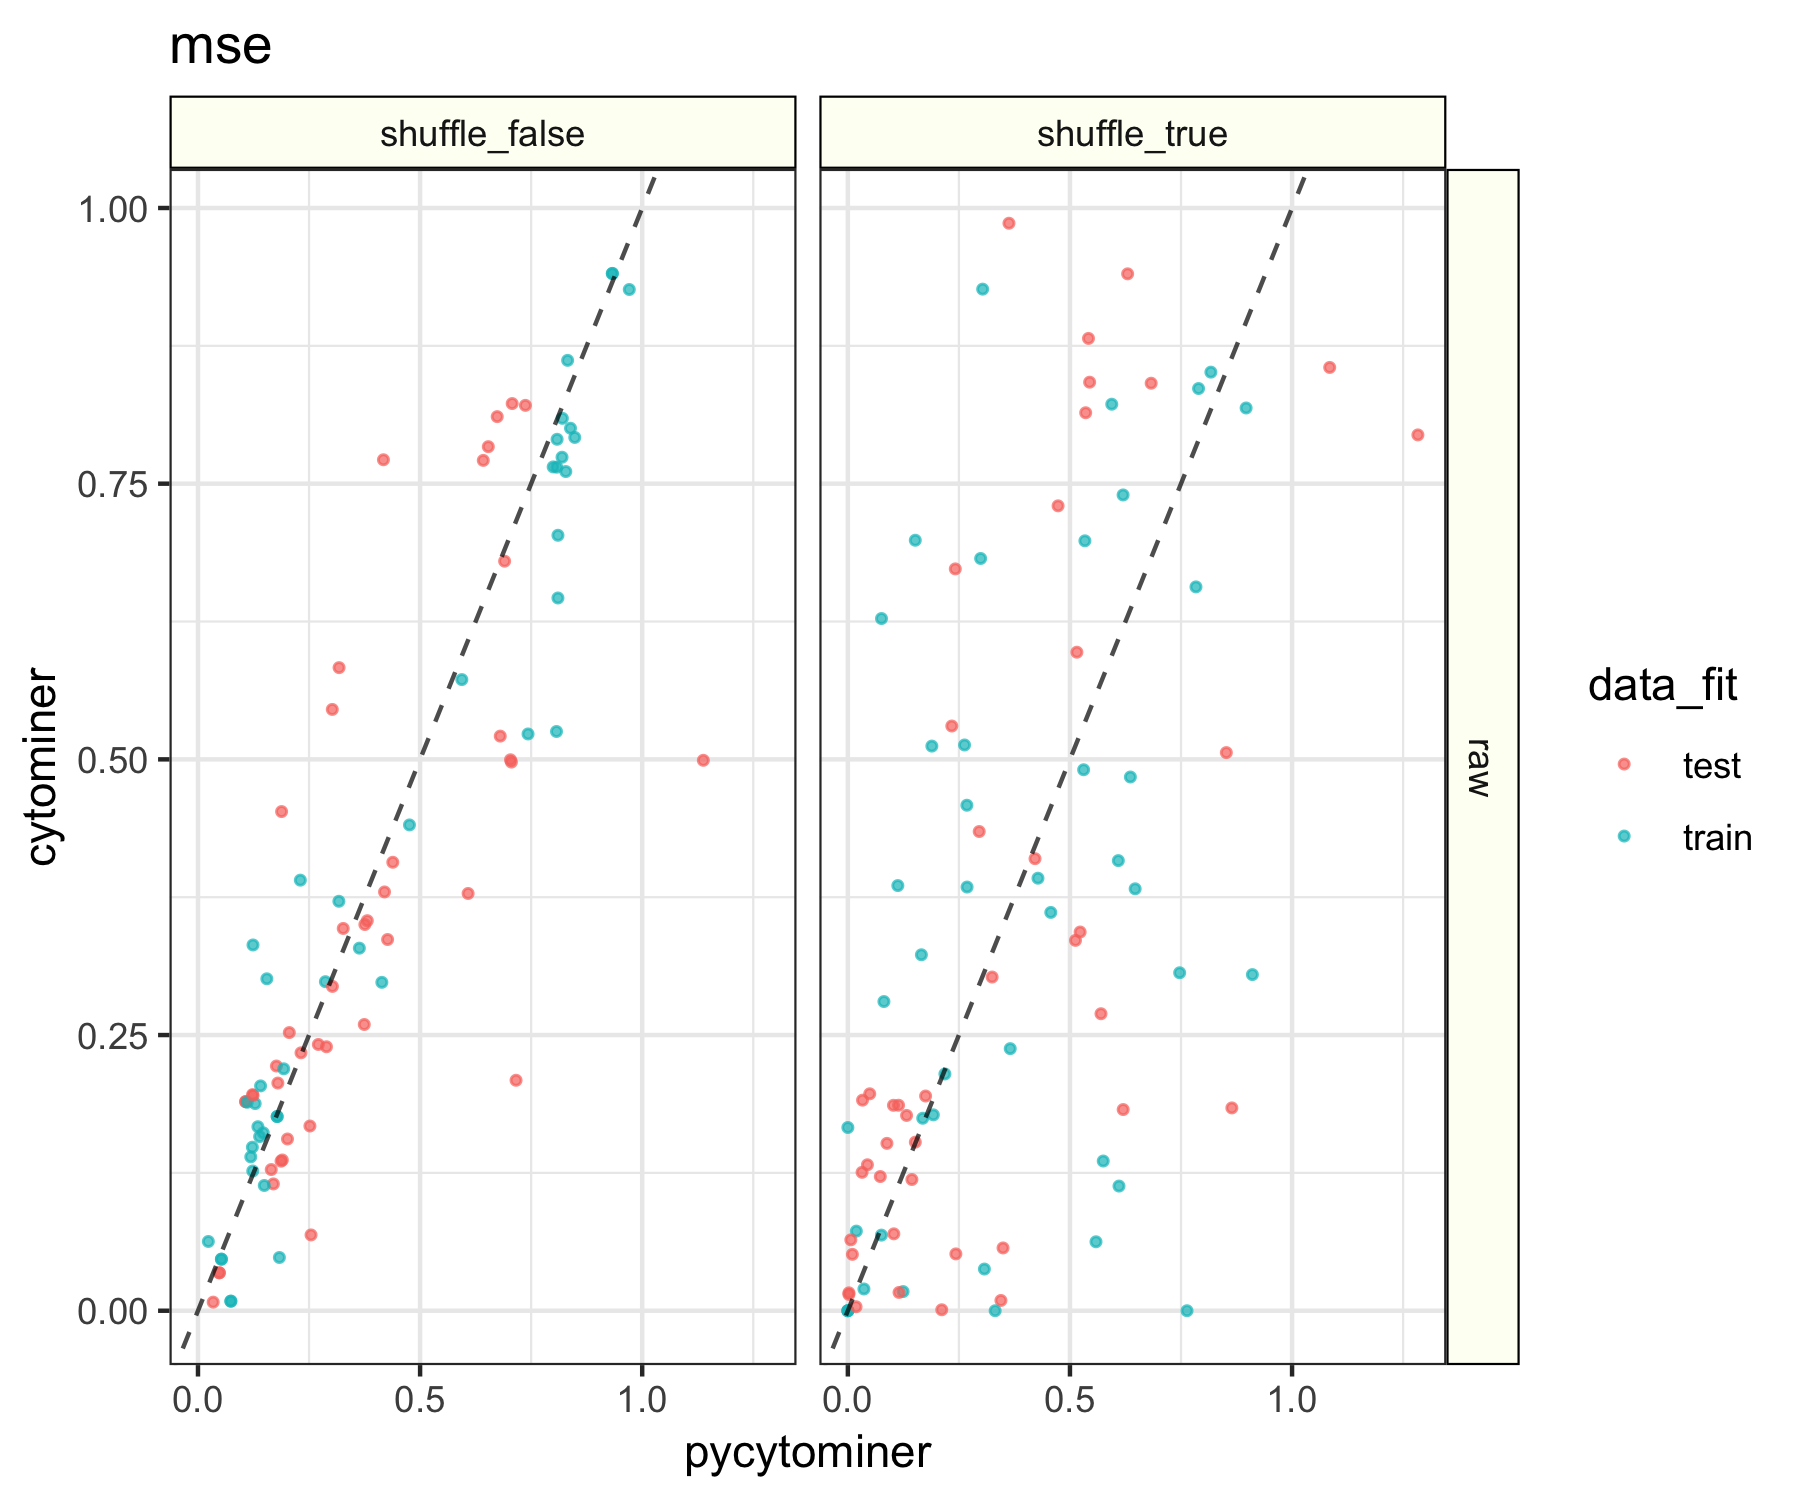 mse
shuffle_false
shuffle_true
1.00
0.75
0.50
0.25
0.00
cytominer
raw
data_fit
test
train
0.0 0.5 1.0
0.0 0.5 1.0
pycytominer